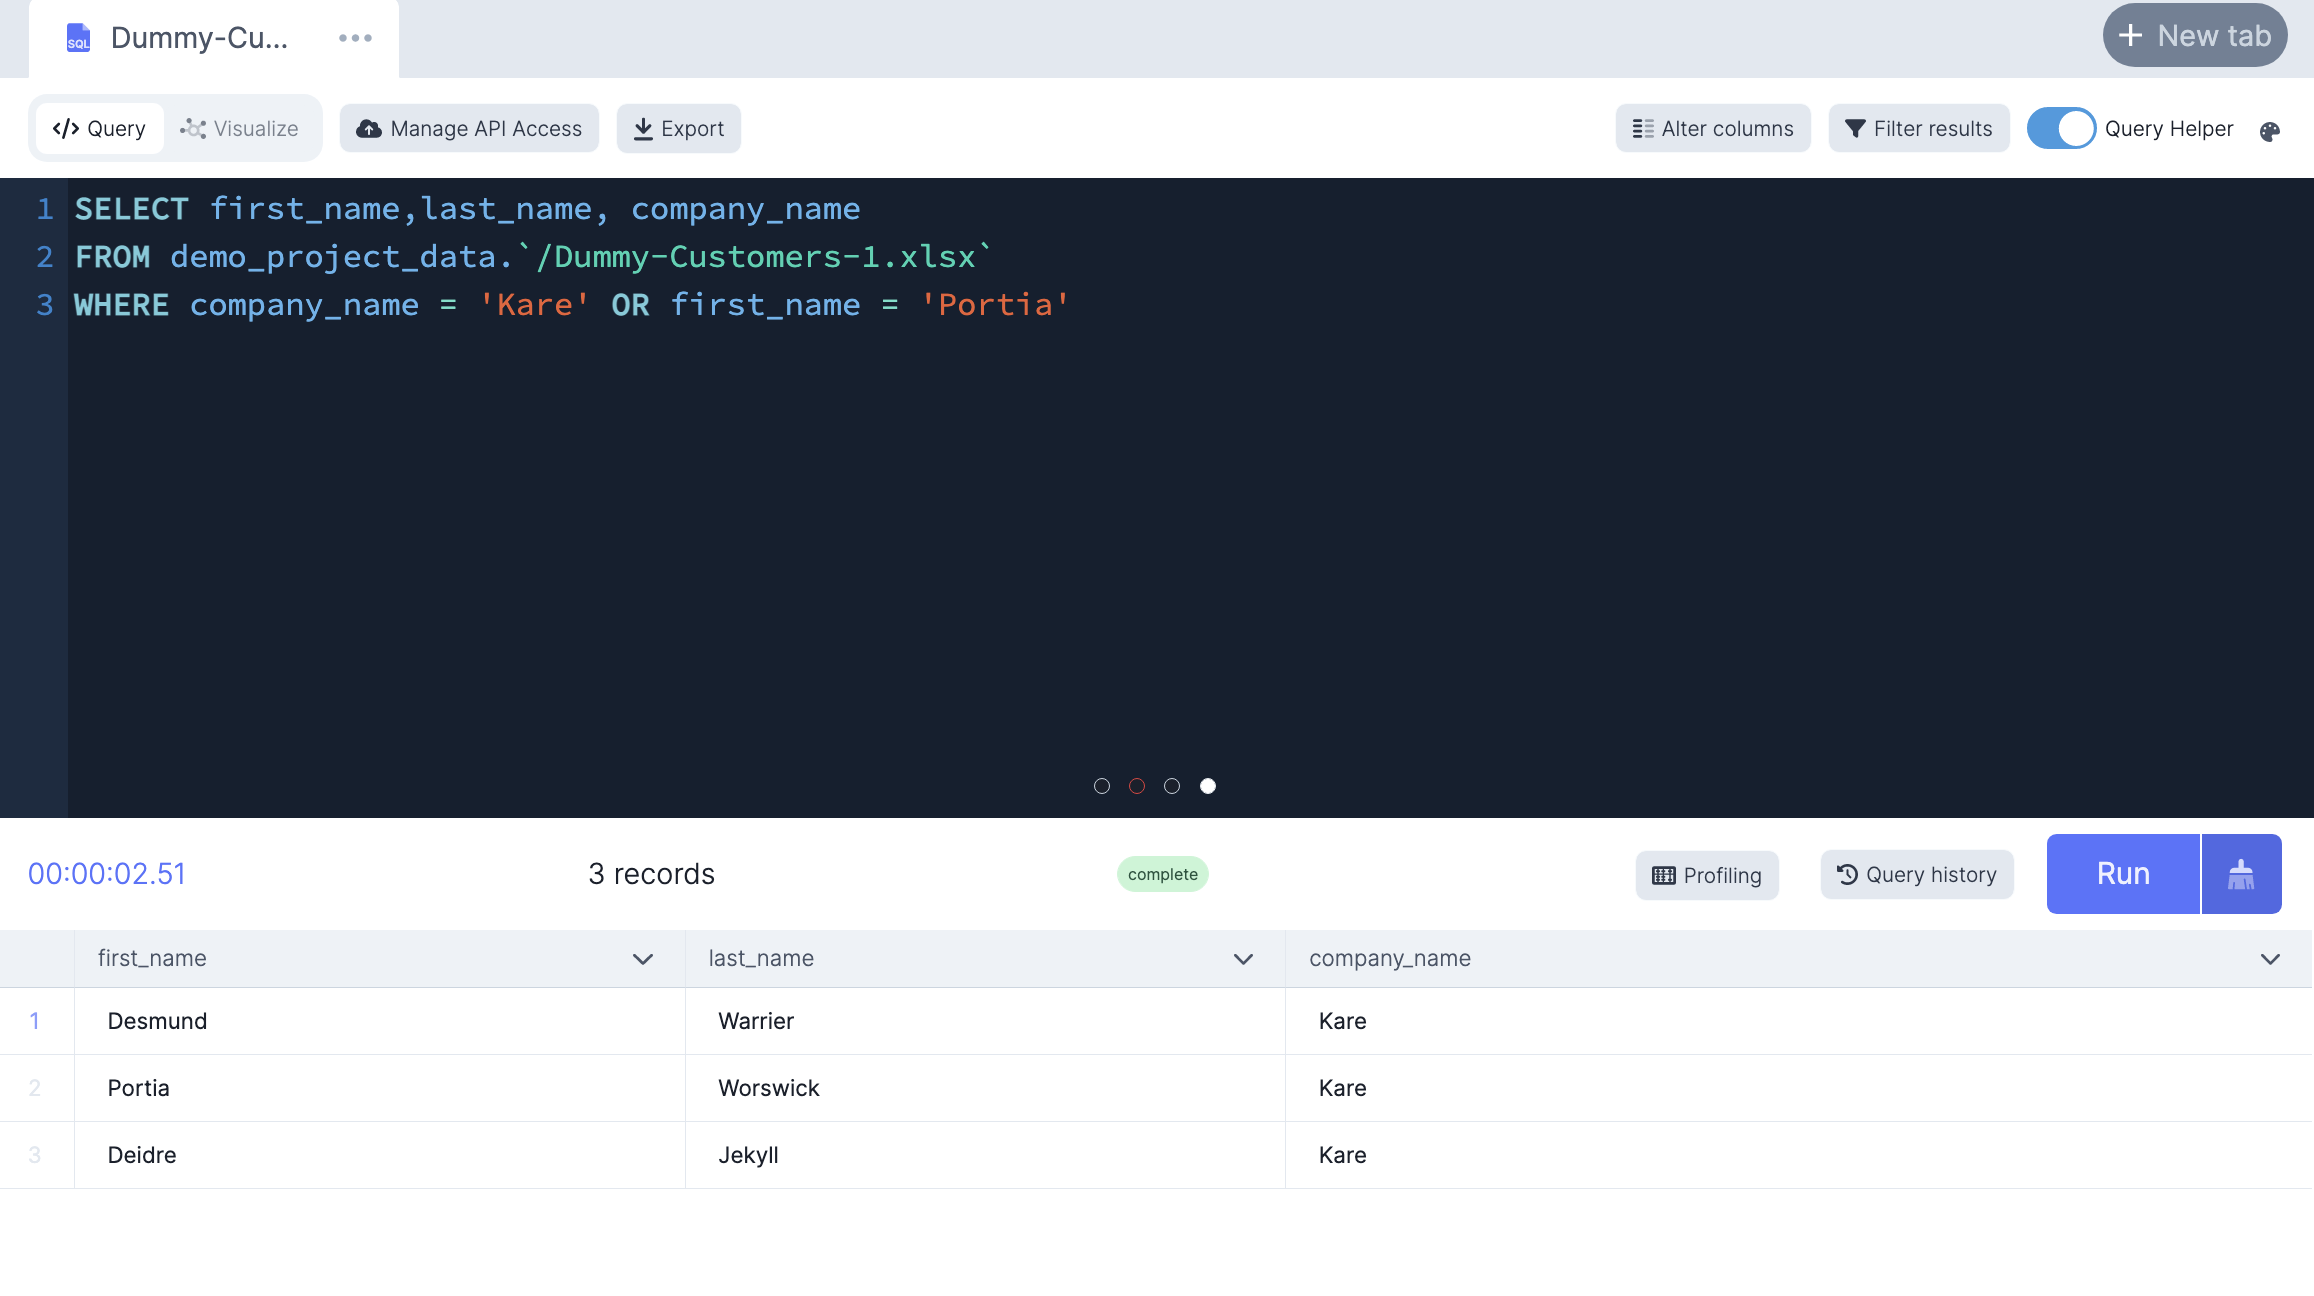 SQL Dummy-Cu... New tab
Query Visualize Manage API Access Export Alter columns Filter results Query Helper
1 SELECT first_name,last_name, company_name
2 FROM demo_project_data.`/Dummy-Customers-1.xlsx`
3 WHERE company_name = 'Kare' OR first_name = 'Portia'
00:00:02.51 3 records complete Profiling Query history Run
first_name last_name company_name
1 Desmund Warrier Kare
2 Portia Worswick Kare
3 Deidre Jekyll Kare